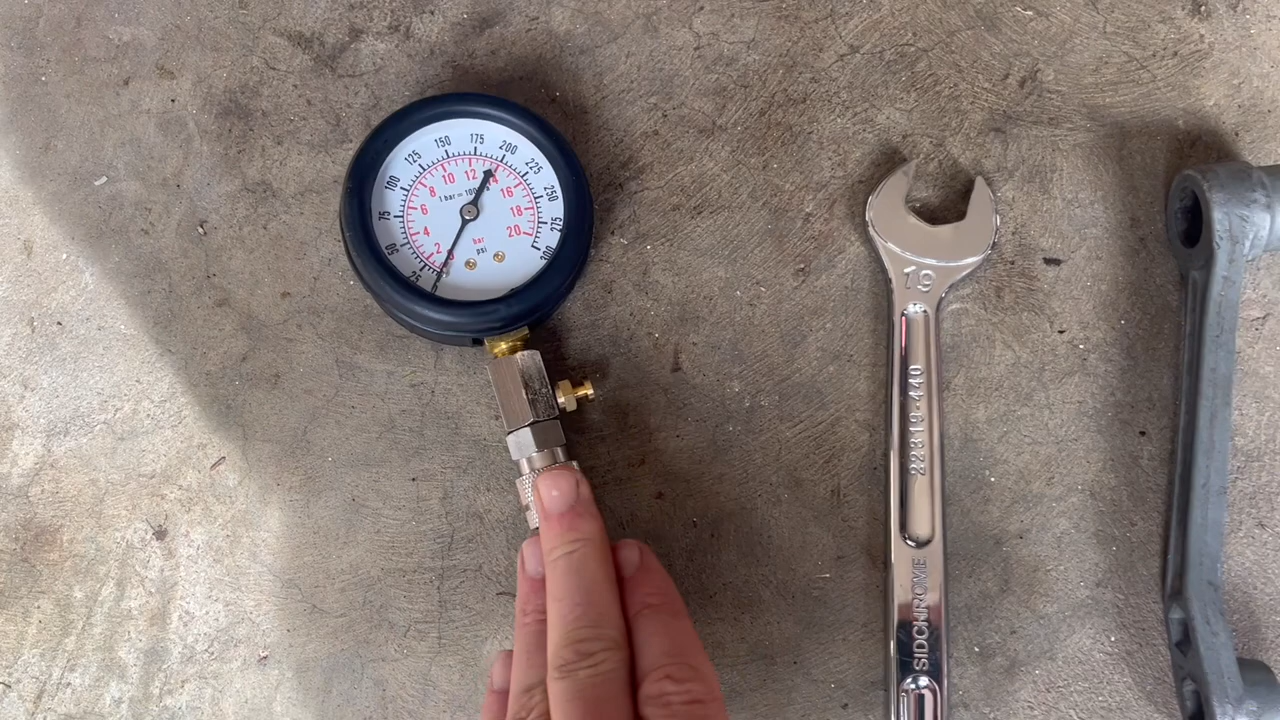 0 25 50 75 100 125 150 175 200 225 250 275 300
2 4 6 8 10 12 14 16 18 20
1 bar = 100
bar
psi
19
22319-440
SIDCHROME